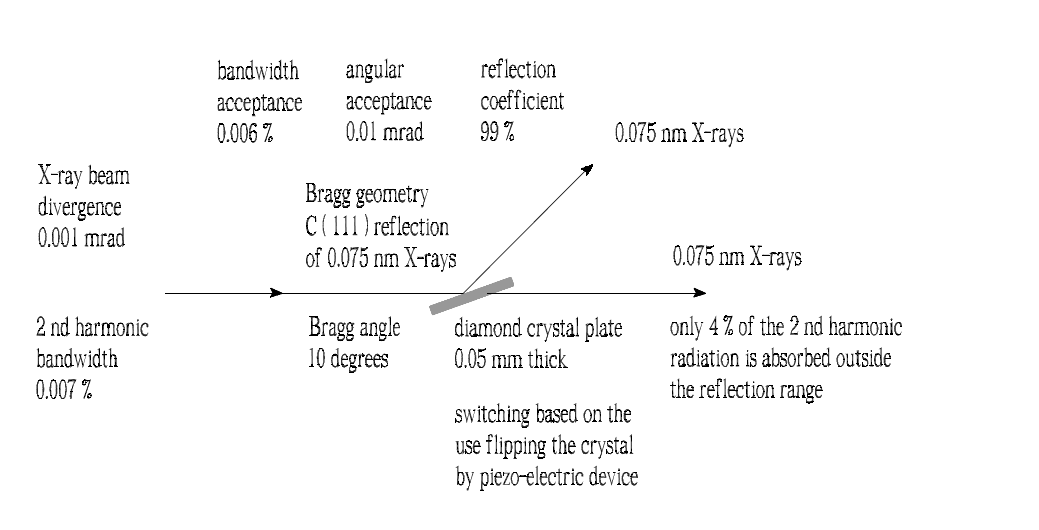 bandwidth
acceptance
0.006 %
angular
acceptance
0.01 mrad
reflection
coefficient
99 %
0.075 nm X-rays
X-ray beam
divergence
0.001 mrad
Bragg geometry
C ( 111 ) reflection
of 0.075 nm X-rays
0.075 nm X-rays
2 nd harmonic
bandwidth
0.007 %
Bragg angle
10 degrees
diamond crystal plate
0.05 mm thick
only 4 % of the 2 nd harmonic
radiation is absorbed outside
the reflection range
switching based on the
use flipping the crystal
by piezo-electric device